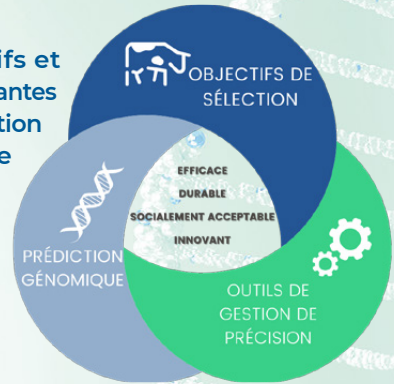 ifs et
antes
tion
e
OBJECTIFS DE
SÉLECTION
EFFICACE
DURABLE
SOCIALEMENT ACCEPTABLE
INNOVANT
PRÉDICTION
GÉNOMIQUE
OUTILS DE
GESTION DE
PRÉCISION